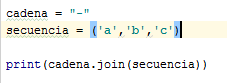 cadena = "-"
secuencia = ('a','b','c')
print(cadena.join(secuencia))